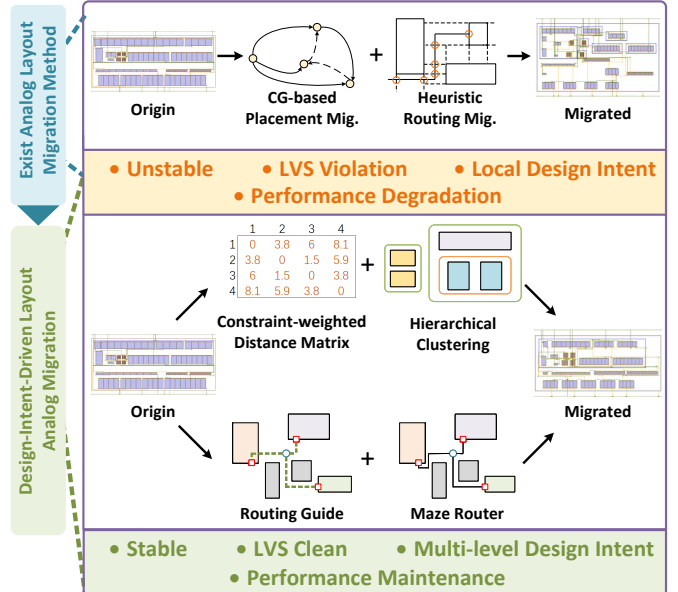 Exist Analog Layout
Migration Method
Origin
CG-based
Placement Mig.
+
Heuristic
Routing Mig.
Migrated
• Unstable • LVS Violation • Local Design Intent
• Performance Degradation
Design-Intent-Driven Layout
Analog Migration
1 2 3 4
1 0 3.8 6 8.1
2 3.8 0 1.5 5.9
3 6 1.5 0 3.8
4 8.1 5.9 3.8 0
+
Constraint-weighted
Distance Matrix
Hierarchical
Clustering
Origin
Migrated
+
Routing Guide
Maze Router
• Stable • LVS Clean • Multi-level Design Intent
• Performance Maintenance